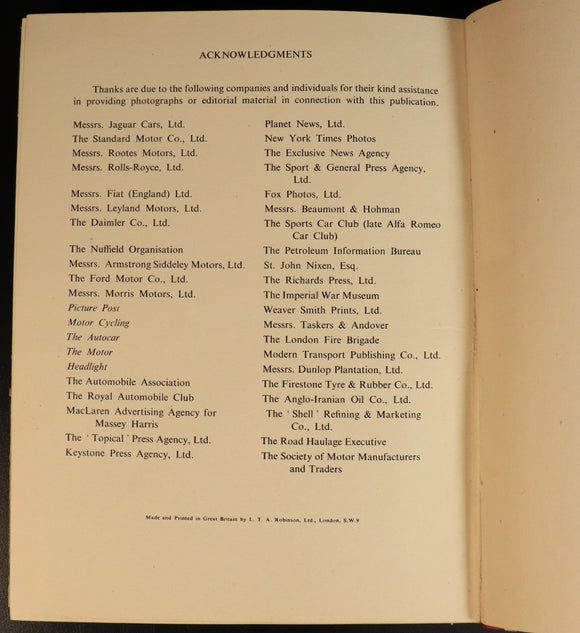 ACKNOWLEDGMENTS
Thanks are due to the following companies and individuals for their kind assistance
in providing photographs or editorial material in connection with this publication.
Messrs. Jaguar Cars, Ltd.
The Standard Motor Co., Ltd.
Messrs. Rootes Motors, Ltd.
Messrs. Rolls-Royce, Ltd.
Messrs. Fiat (England) Ltd.
Messrs. Leyland Motors, Ltd.
The Daimler Co., Ltd.
The Nuffield Organisation
Messrs. Armstrong Siddeley Motors, Ltd.
The Ford Motor Co., Ltd.
Messrs. Morris Motors, Ltd.
Picture Post
Motor Cycling
The Autocar
The Motor
Headlight
The Automobile Association
The Royal Automobile Club
MacLaren Advertising Agency for
Massey Harris
The ' Topical ' Press Agency, Ltd.
Keystone Press Agency, Ltd.
Planet News, Ltd.
New York Times Photos
The Exclusive News Agency
The Sport & General Press Agency,
Ltd.
Fox Photos, Ltd.
Messrs. Beaumont & Hohman
The Sports Car Club (late Alfa Romeo
Car Club)
The Petroleum Information Bureau
St. John Nixen, Esq.
The Richards Press, Ltd.
The Imperial War Museum
Weaver Smith Prints, Ltd.
Messrs. Taskers & Andover
The London Fire Brigade
Modern Transport Publishing Co., Ltd.
Messrs. Dunlop Plantation, Ltd.
The Firestone Tyre & Rubber Co., Ltd.
The Anglo-Iranian Oil Co., Ltd.
The ' Shell ' Refining & Marketing
Co., Ltd.
The Road Haulage Executive
The Society of Motor Manufacturers
and Traders
Made and Printed in Great Britain by L. T. A. Robinson, Ltd., London, S.W.9